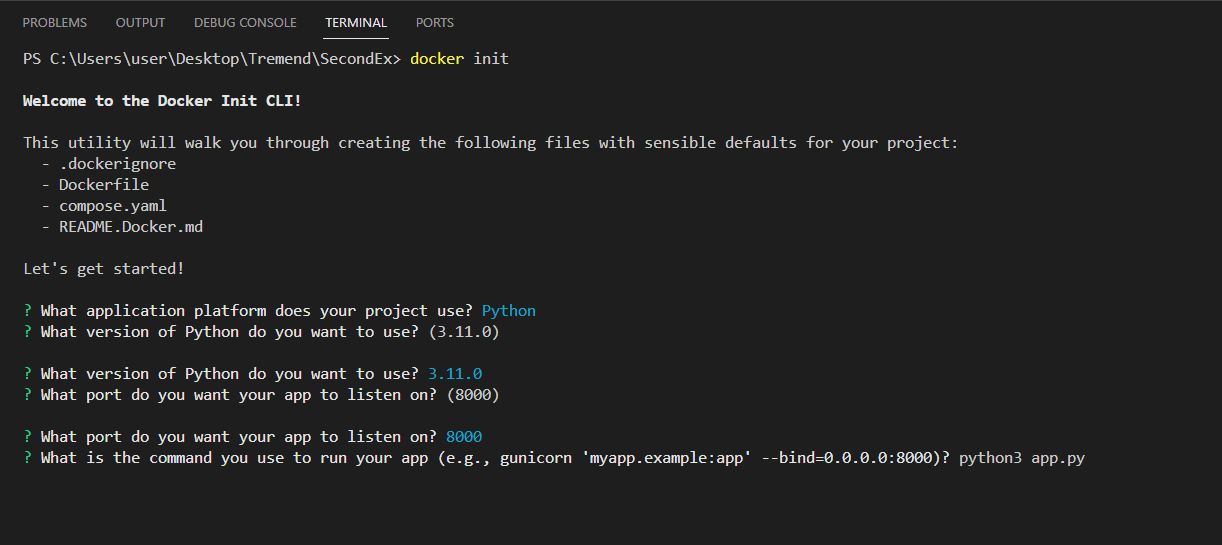 PROBLEMS OUTPUT DEBUG CONSOLE TERMINAL PORTS
PS C:\Users\user\Desktop\Tremend\SecondEx> docker init
Welcome to the Docker Init CLI!
This utility will walk you through creating the following files with sensible defaults for your project:
- .dockerignore
- Dockerfile
- compose.yaml
- README.Docker.md
Let's get started!
? What application platform does your project use? Python
? What version of Python do you want to use? (3.11.0)
? What version of Python do you want to use? 3.11.0
? What port do you want your app to listen on? (8000)
? What port do you want your app to listen on? 8000
? What is the command you use to run your app (e.g., gunicorn 'myapp.example:app' --bind=0.0.0.0:8000)? python3 app.py